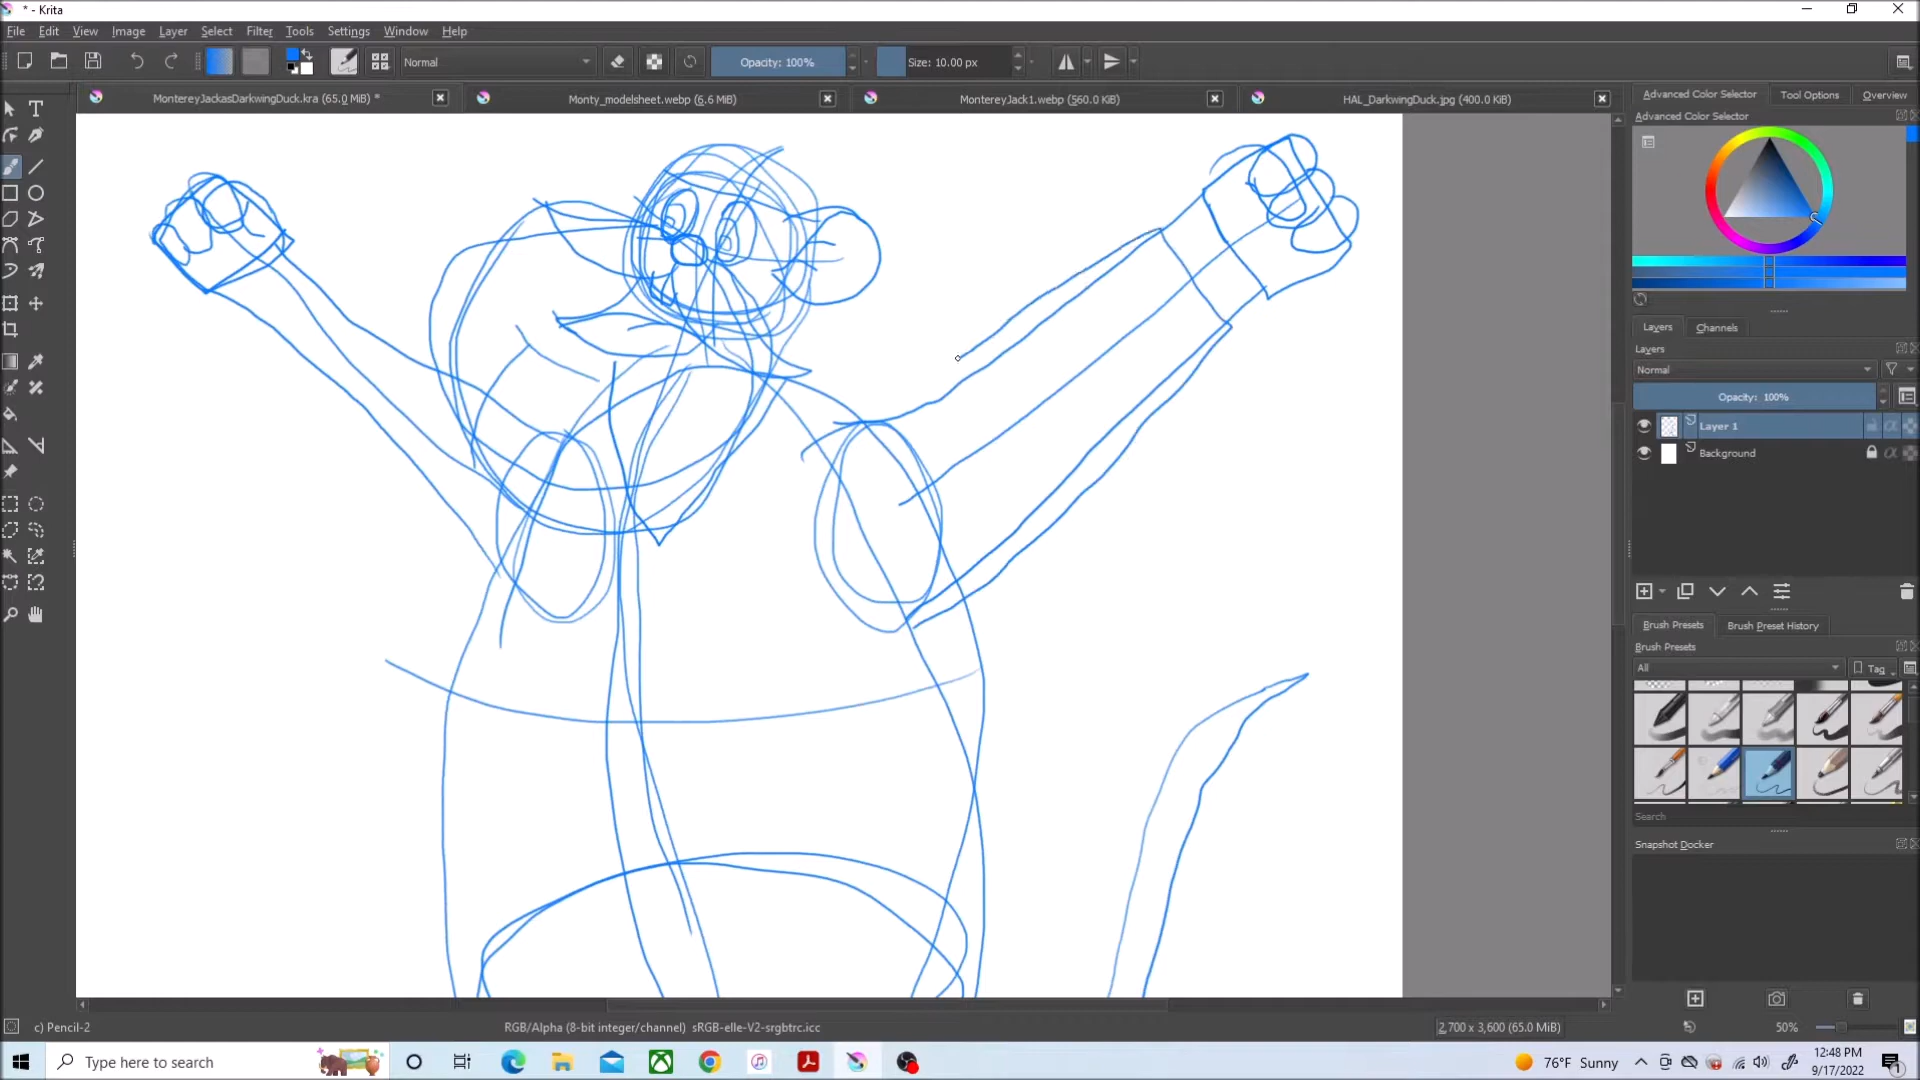 * - Krita
File Edit View Image Layer Select Filter Tools Settings Window Help
Normal
Opacity: 100%
Size: 10.00 px
MontereyJackasDarkwingDuck.kra (65.0 MiB) *
Monty_modelsheet.webp (6.6 MiB)
MontereyJack1.webp (560.0 KiB)
HAL_DarkwingDuck.jpg (400.0 KiB)
Advanced Color Selector
Tool Options
Overview
Advanced Color Selector
Layers
Channels
Layers
Normal
Opacity: 100%
Layer 1
Background
Brush Presets
Brush Preset History
Brush Presets
All
Tag
Search
Snapshot Docker
c) Pencil-2
RGB/Alpha (8-bit integer/channel) sRGB-elle-V2-srgbtrc.icc
2,700 x 3,600 (65.0 MiB)
50%
Type here to search
76°F Sunny
12:48 PM
9/17/2022
1